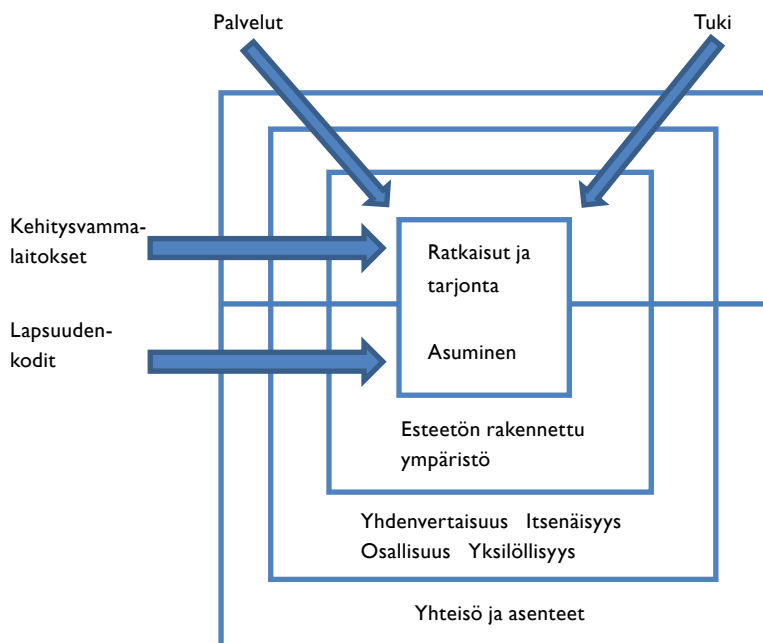 Palvelut
Tuki
Kehitysvamma-
laitokset
Ratkaisut ja
tarjonta
Lapsuuden-
kodit
Asuminen
Esteetön rakennettu
ympäristö
Yhdenvertaisuus Itsenäisyys
Osallisuus Yksilöllisyys
Yhteisö ja asenteet